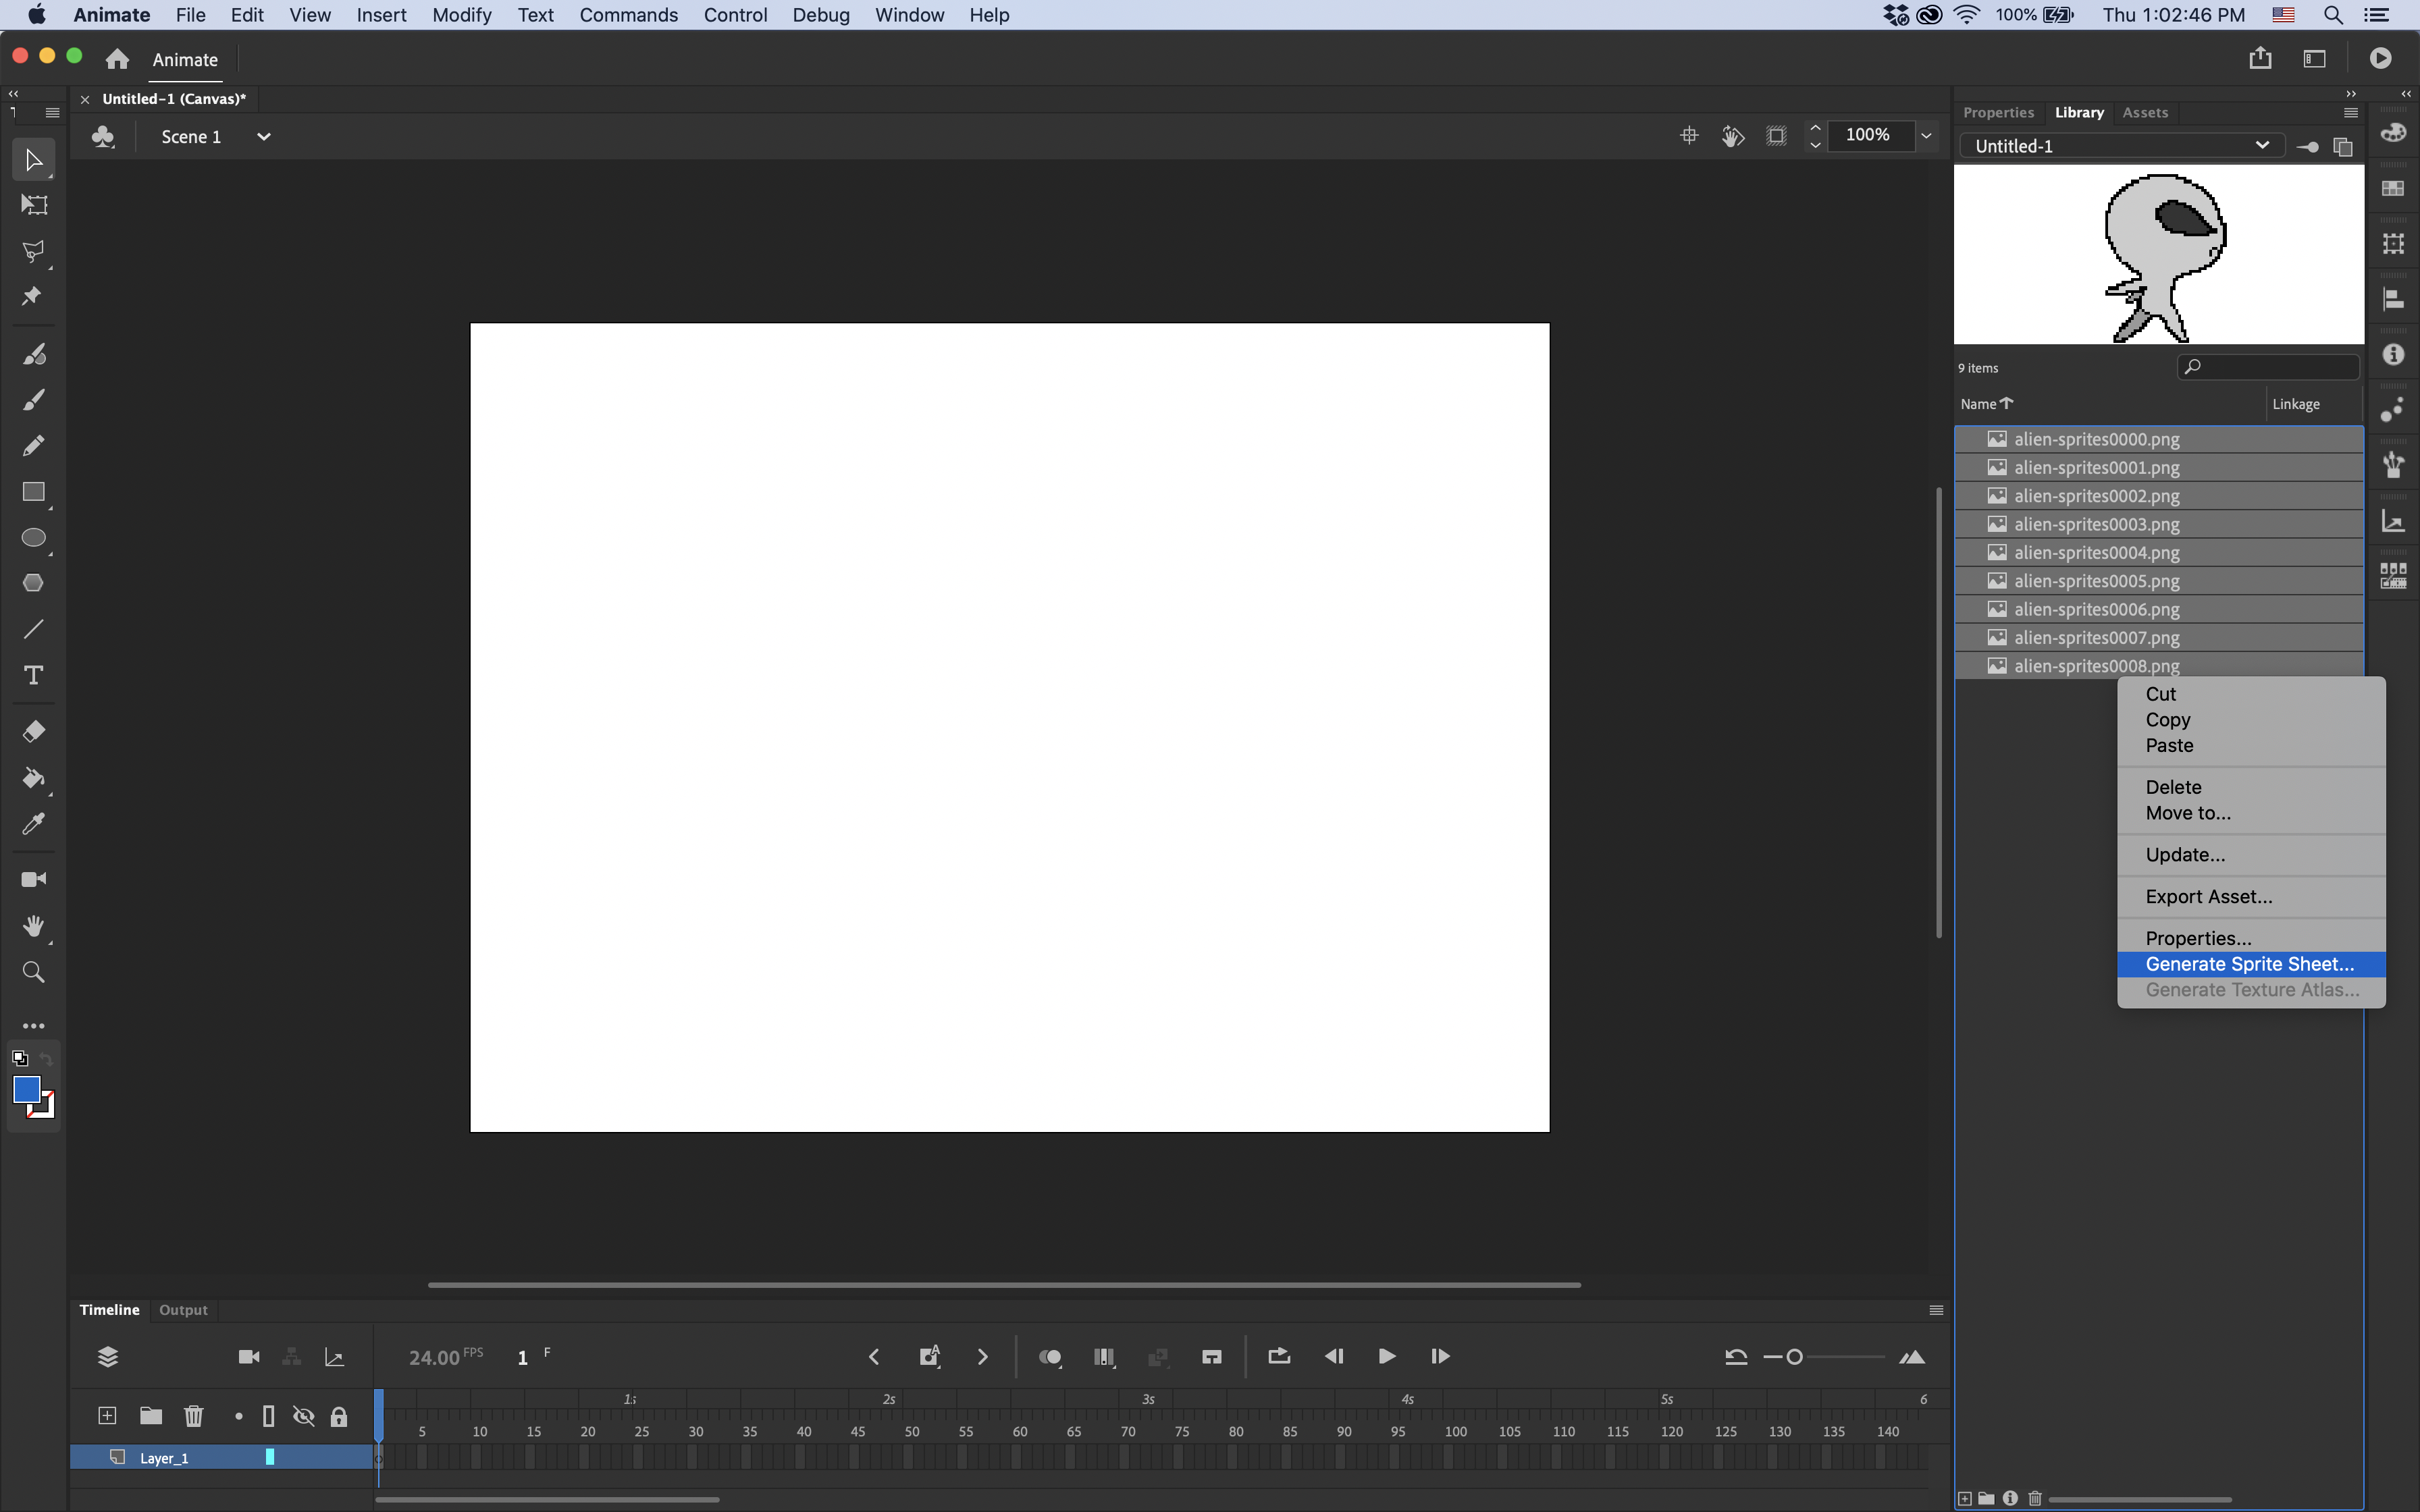 Animate File Edit View Insert Modify Text Commands Control Debug Window Help 100% Thu 1:02:46 PM
Animate
Untitled-1 (Canvas)*
Properties Library Assets
Scene 1
100%
Untitled-1
9 items
Name Linkage
alien-sprites0000.png
alien-sprites0001.png
alien-sprites0002.png
alien-sprites0003.png
alien-sprites0004.png
alien-sprites0005.png
alien-sprites0006.png
alien-sprites0007.png
alien-sprites0008.png
Cut
Copy
Paste
Delete
Move to...
Update...
Export Asset...
Properties...
Generate Sprite Sheet...
Generate Texture Atlas...
Timeline Output
24.00 FPS 1 F
1s 2s 3s 4s 5s 6
5 10 15 20 25 30 35 40 45 50 55 60 65 70 75 80 85 90 95 100 105 110 115 120 125 130 135 140
Layer_1